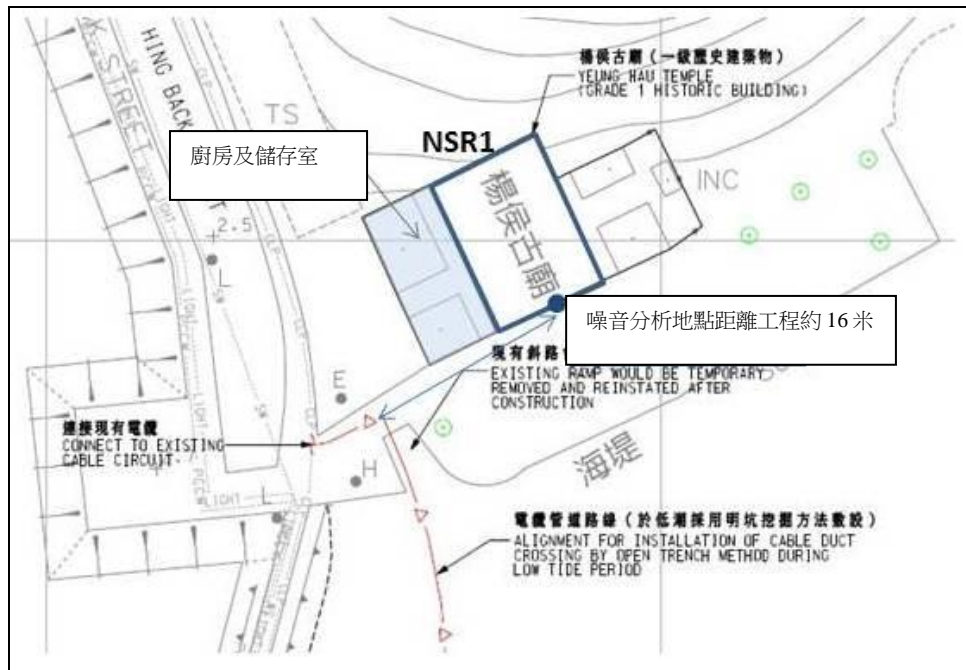 楊侯古廟（一級歷史建築物）
YEUNG HAU TEMPLE
(GRADE 1 HISTORIC BUILDING)
HING BACK
STREET
TS
廚房及儲存室
NSR1
楊侯古廟
INC
2.5
L
噪音分析地點距離工程約 16 米
現有斜路
EXISTING RAMP WOULD BE TEMPORARY
REMOVED AND REINSTATED AFTER
CONSTRUCTION
E
連接現有電纜
CONNECT TO EXISTING
CABLE CIRCUIT
海堤
H
L
LIGHT
電纜管道路線（於低潮採用明坑挖掘方法敷設）
ALIGNMENT FOR INSTALLATION OF CABLE DUCT
CROSSING BY OPEN TRENCH METHOD DURING
LOW TIDE PERIOD